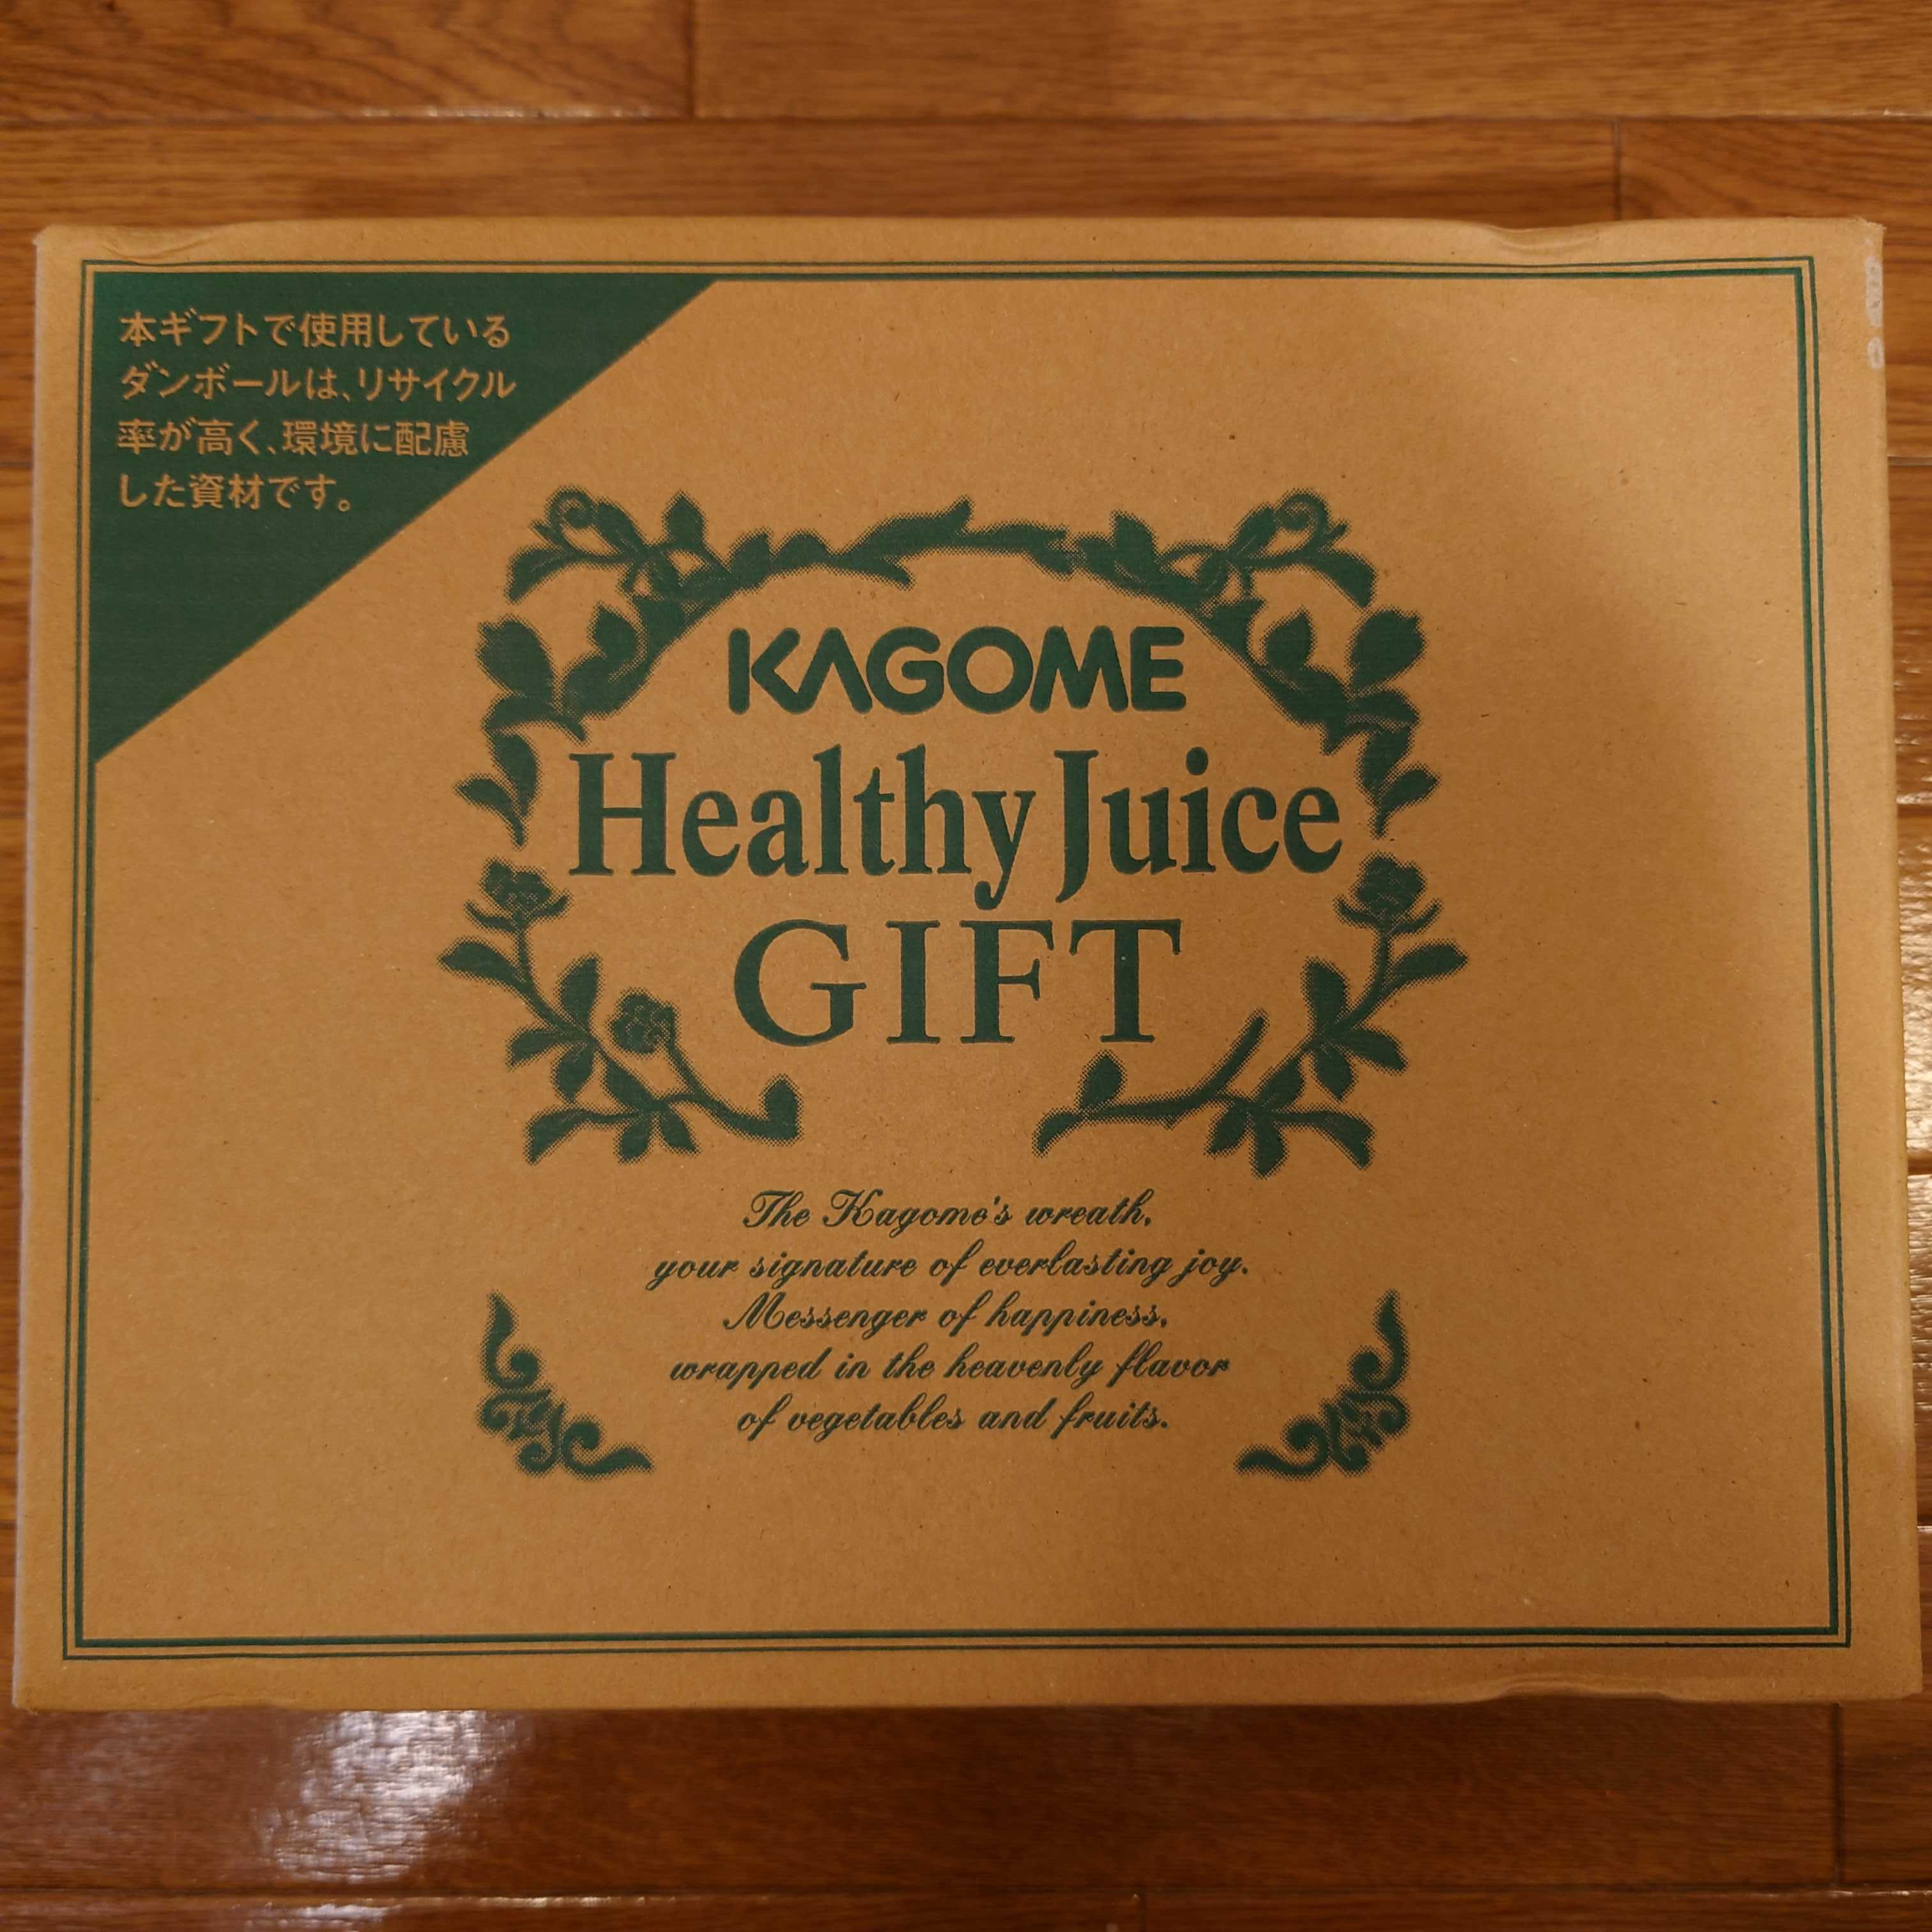 本ギフトで使用している
ダンボールは、リサイクル
率が高く、環境に配慮
した資材です。
KAGOME
Healthy Juice
GIFT
The Kagome's wreath,
your signature of everlasting joy.
Messenger of happiness,
wrapped in the heavenly flavor
of vegetables and fruits.